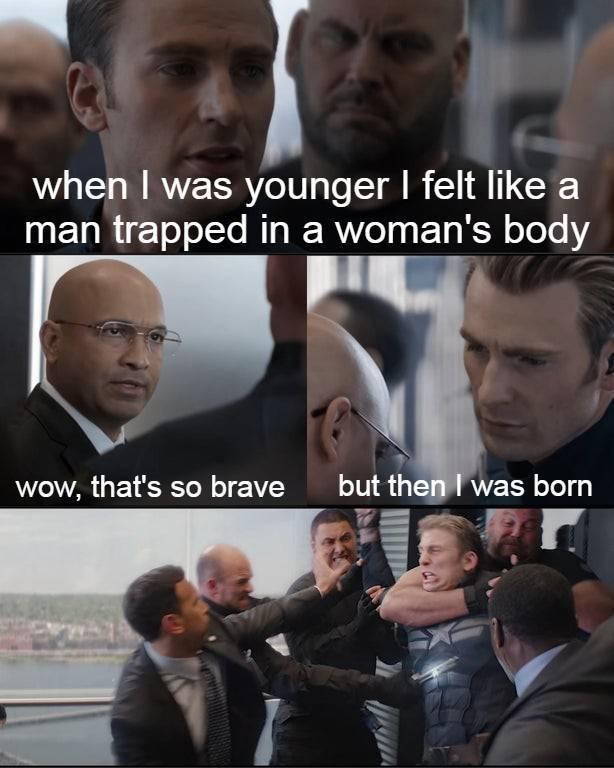 when I was younger I felt like a
man trapped in a woman's body
wow, that's so brave
but then I was born